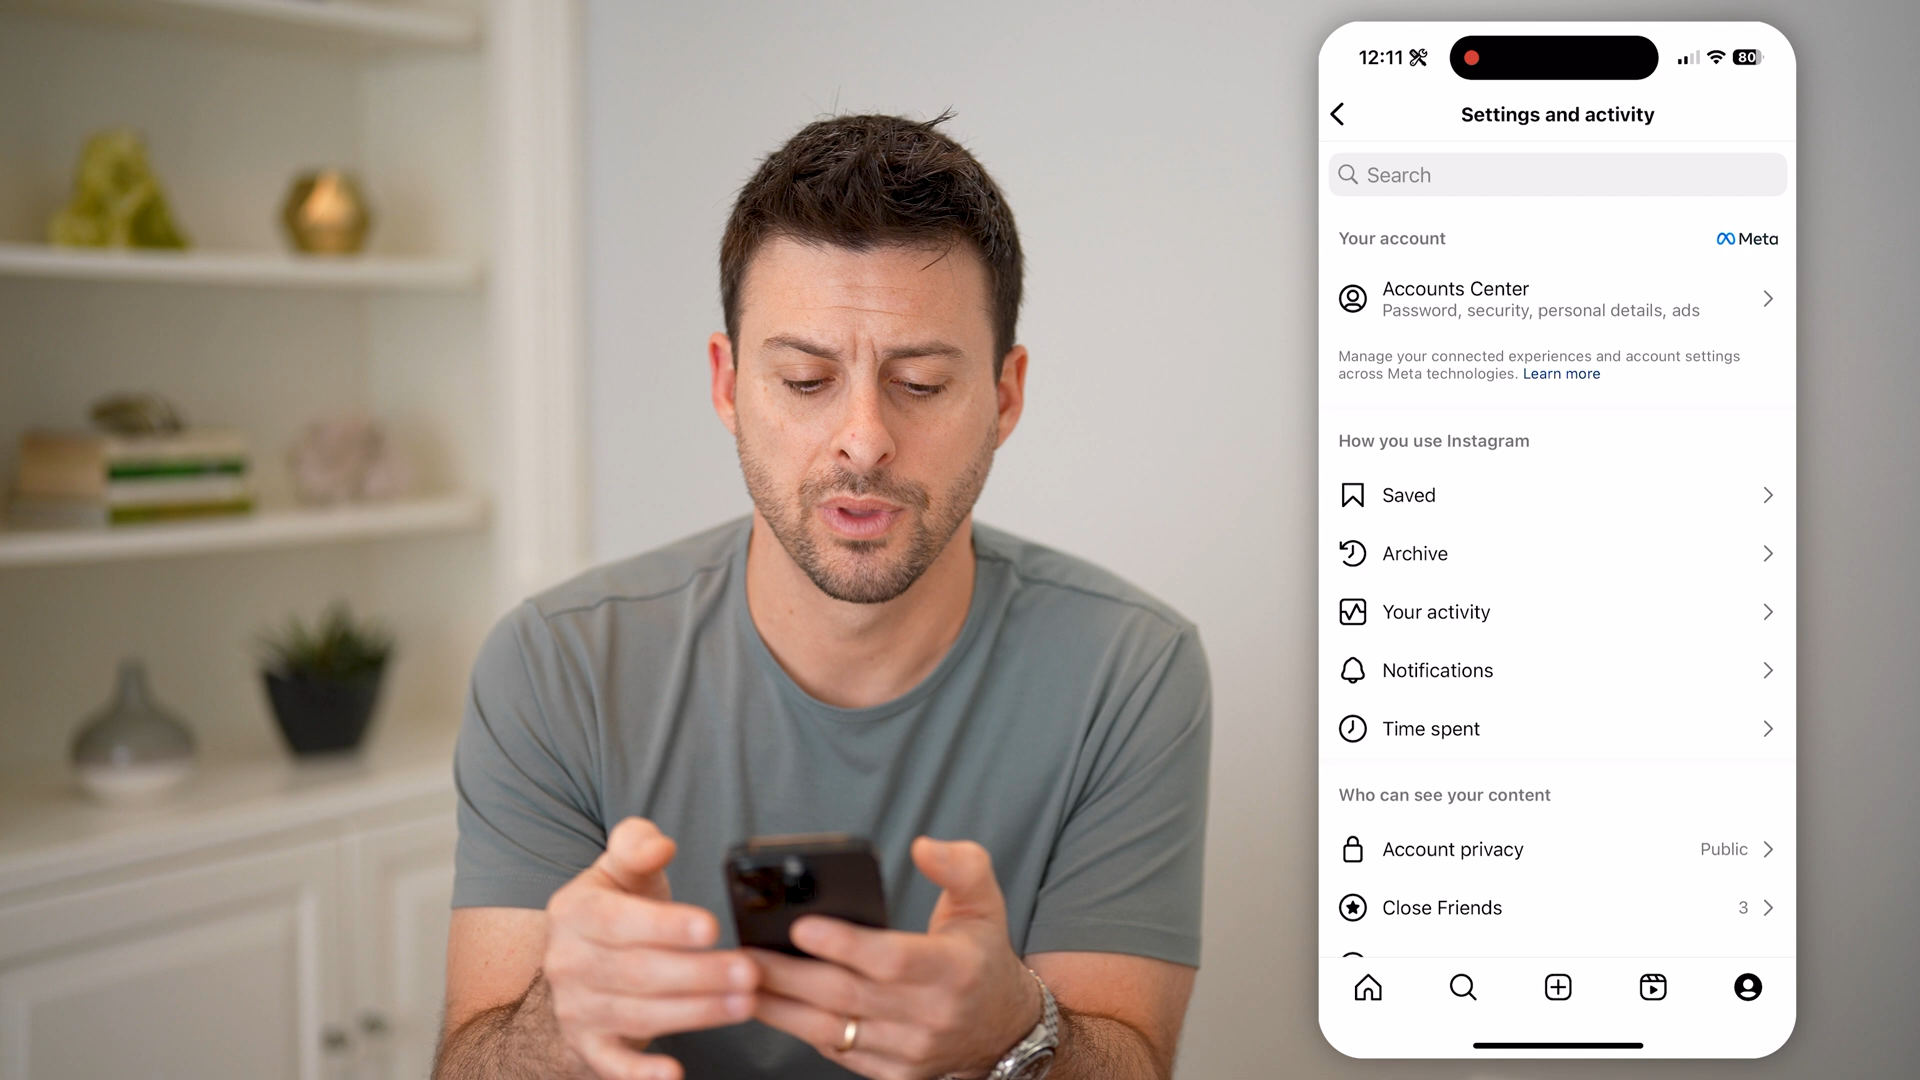 12:11
80
Settings and activity
Search
Your account
Meta
Accounts Center
Password, security, personal details, ads
Manage your connected experiences and account settings
across Meta technologies. Learn more
How you use Instagram
Saved
Archive
Your activity
Notifications
Time spent
Who can see your content
Account privacy
Public
Close Friends
3